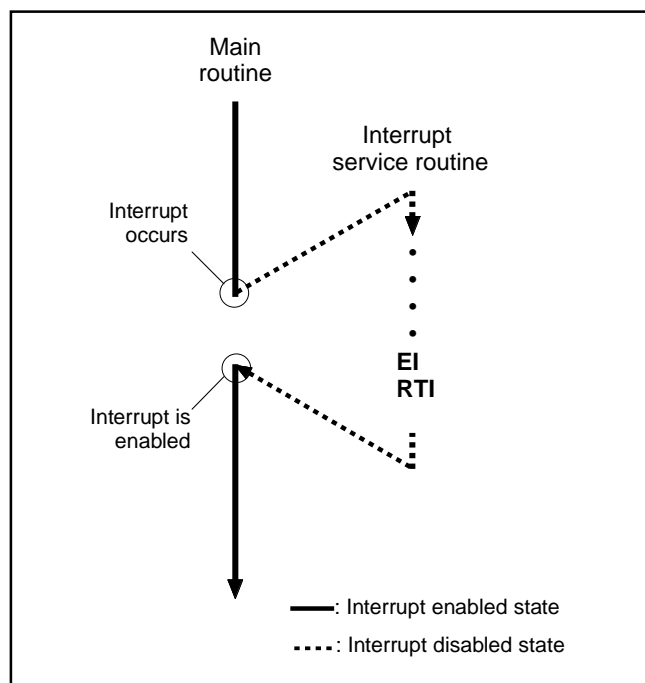 Main
routine
Interrupt
service routine
Interrupt
occurs
EI
RTI
Interrupt is
enabled
: Interrupt enabled state
: Interrupt disabled state